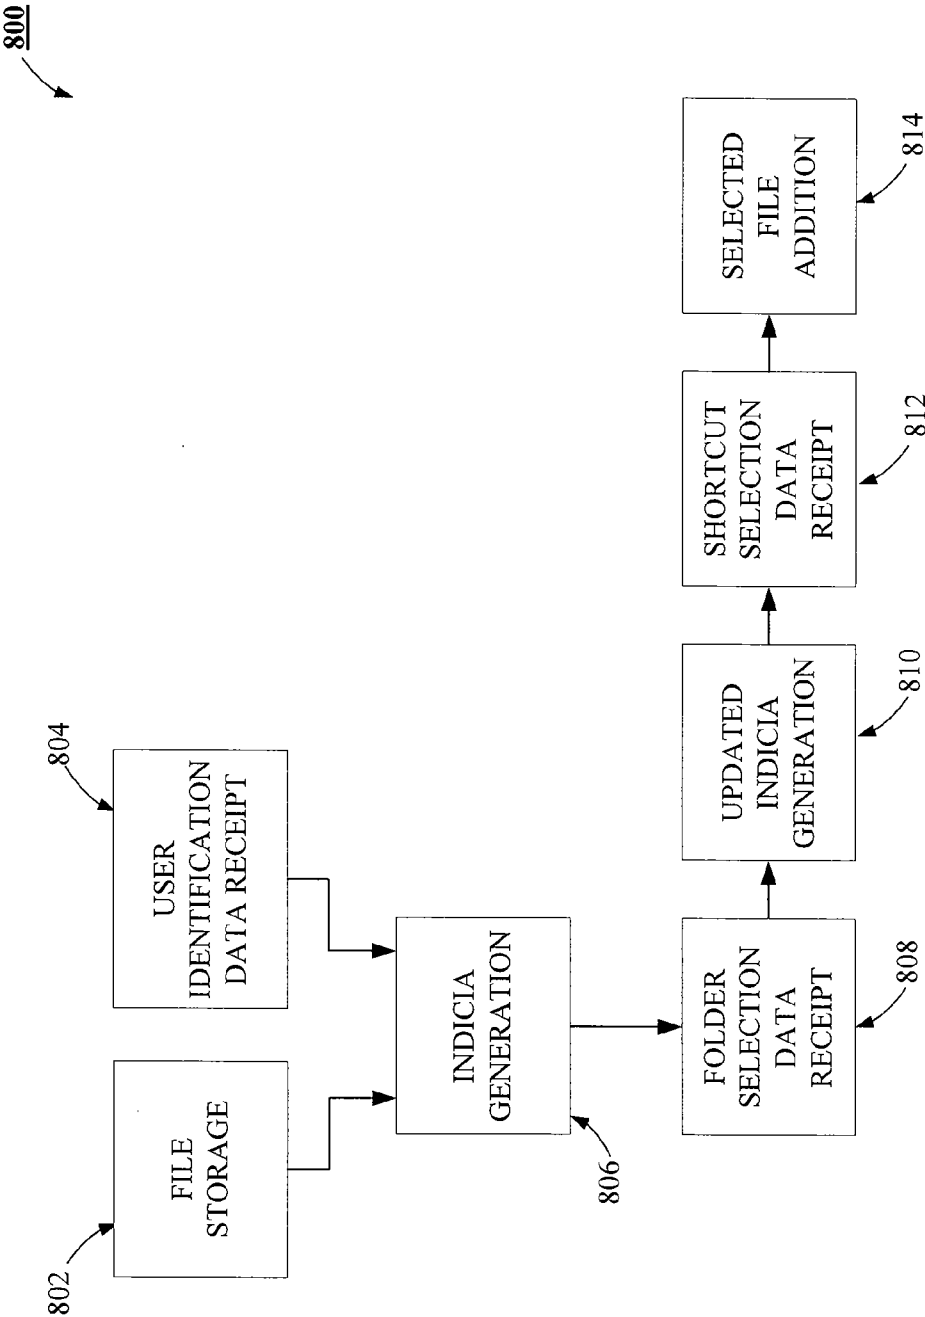 800
802
FILE
STORAGE
804
USER
IDENTIFICATION
DATA RECEIPT
INDICIA
GENERATION
806
FOLDER
SELECTION
DATA
RECEIPT
808
UPDATED
INDICIA
GENERATION
810
SHORTCUT
SELECTION
DATA
RECEIPT
812
SELECTED
FILE
ADDITION
814